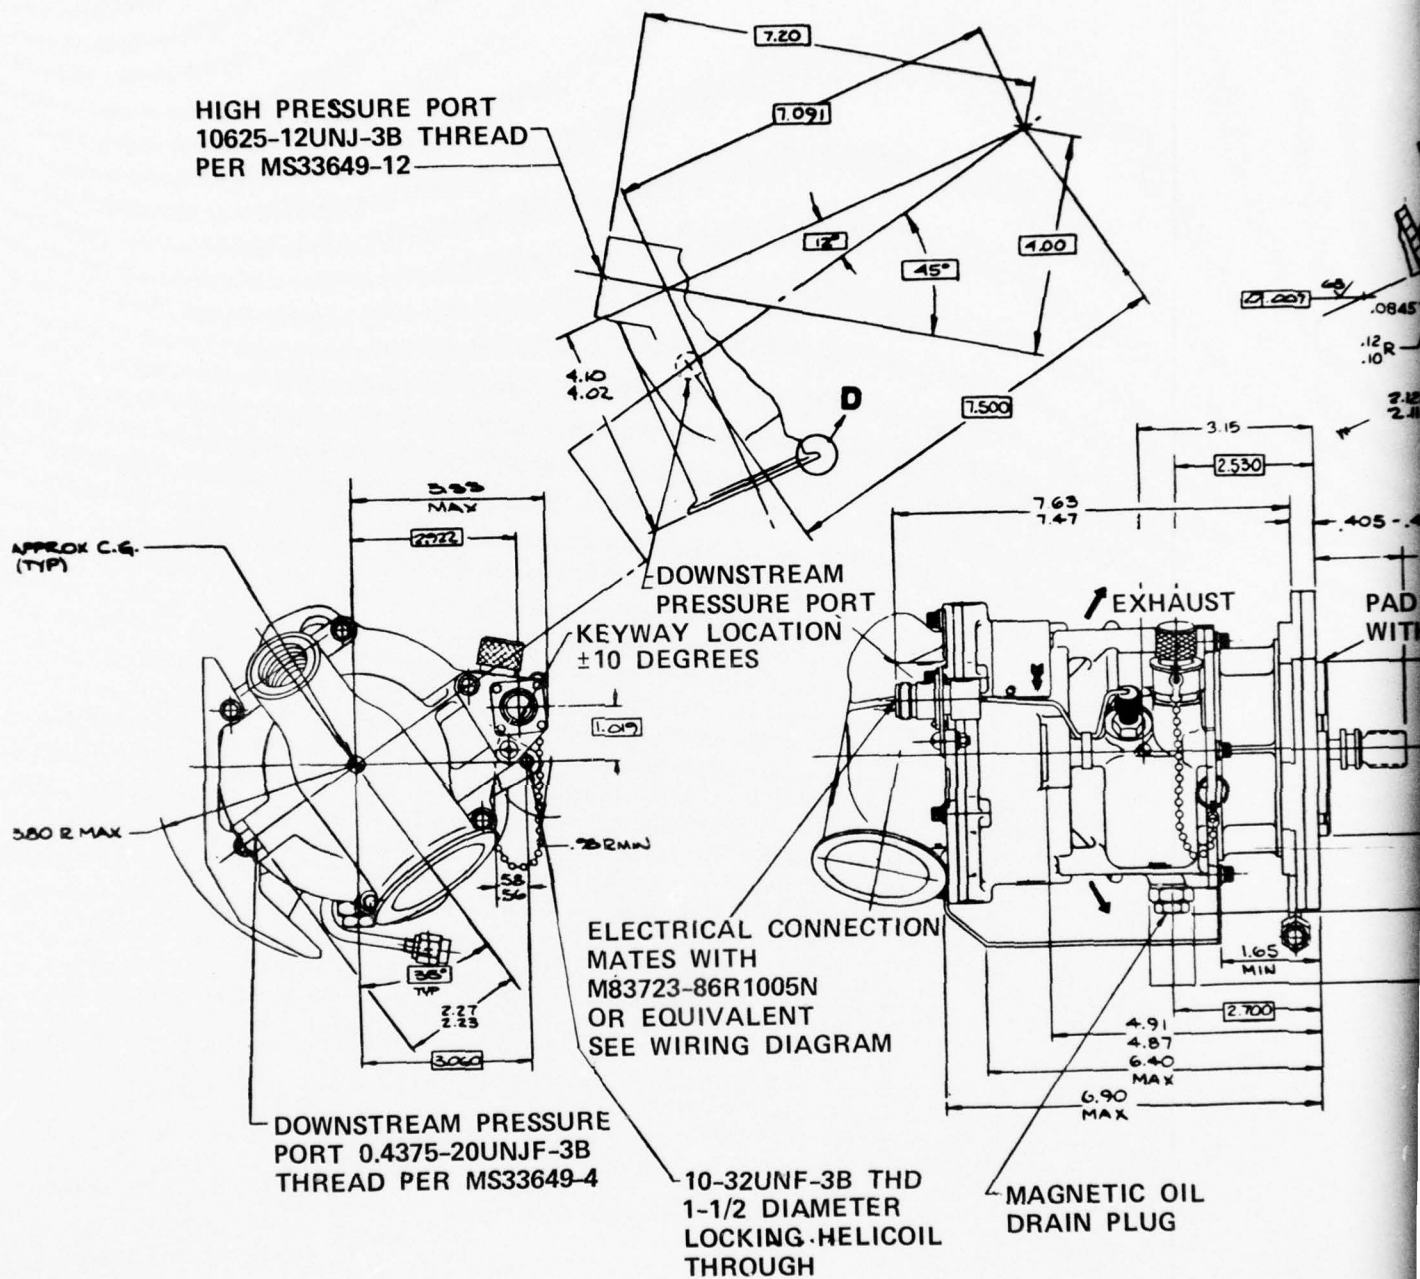 7.20
7.091
HIGH PRESSURE PORT
10625-12UNJ-3B THREAD
PER MS33649-12
12°
45°
4.00
63
.0845
.12 R
.10
4.10
4.02
D
7.500
3.15
2.530
MAX
2.922
7.63
7.47
.405 - .4
APPROX C.G.
(TYP)
DOWNSTREAM
PRESSURE PORT
KEYWAY LOCATION
±10 DEGREES
EXHAUST
PAD
WITH
1.019
3.80 R MAX
.98 R MIN
.58
.56
ELECTRICAL CONNECTION
MATES WITH
M83723-86R1005N
OR EQUIVALENT
SEE WIRING DIAGRAM
38°
TYP
2.27
2.23
3.060
1.65
MIN
2.700
4.91
4.87
6.40
MAX
6.90
MAX
DOWNSTREAM PRESSURE
PORT 0.4375-20UNJF-3B
THREAD PER MS33649-4
10-32UNF-3B THD
1-1/2 DIAMETER
LOCKING HELICOIL
THROUGH
MAGNETIC OIL
DRAIN PLUG